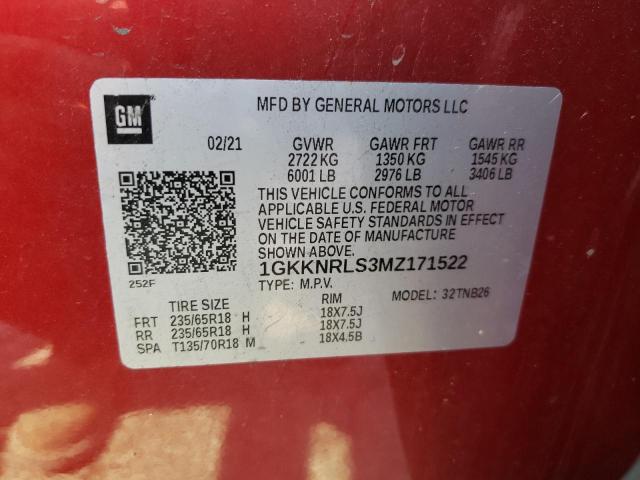 GM
MFD BY GENERAL MOTORS LLC
02/21 GVWR GAWR FRT GAWR RR
2722 KG 1350 KG 1545 KG
6001 LB 2976 LB 3406 LB
THIS VEHICLE CONFORMS TO ALL
APPLICABLE U.S. FEDERAL MOTOR
VEHICLE SAFETY STANDARDS IN EFFECT
ON THE DATE OF MANUFACTURE
SHOWN ABOVE.
252F
1GKKNRLS3MZ171522
TYPE: M.P.V. MODEL: 32TNB26
TIRE SIZE RIM
FRT 235/65R18 H 18X7.5J
RR 235/65R18 H 18X7.5J
SPA T135/70R18 M 18X4.5B